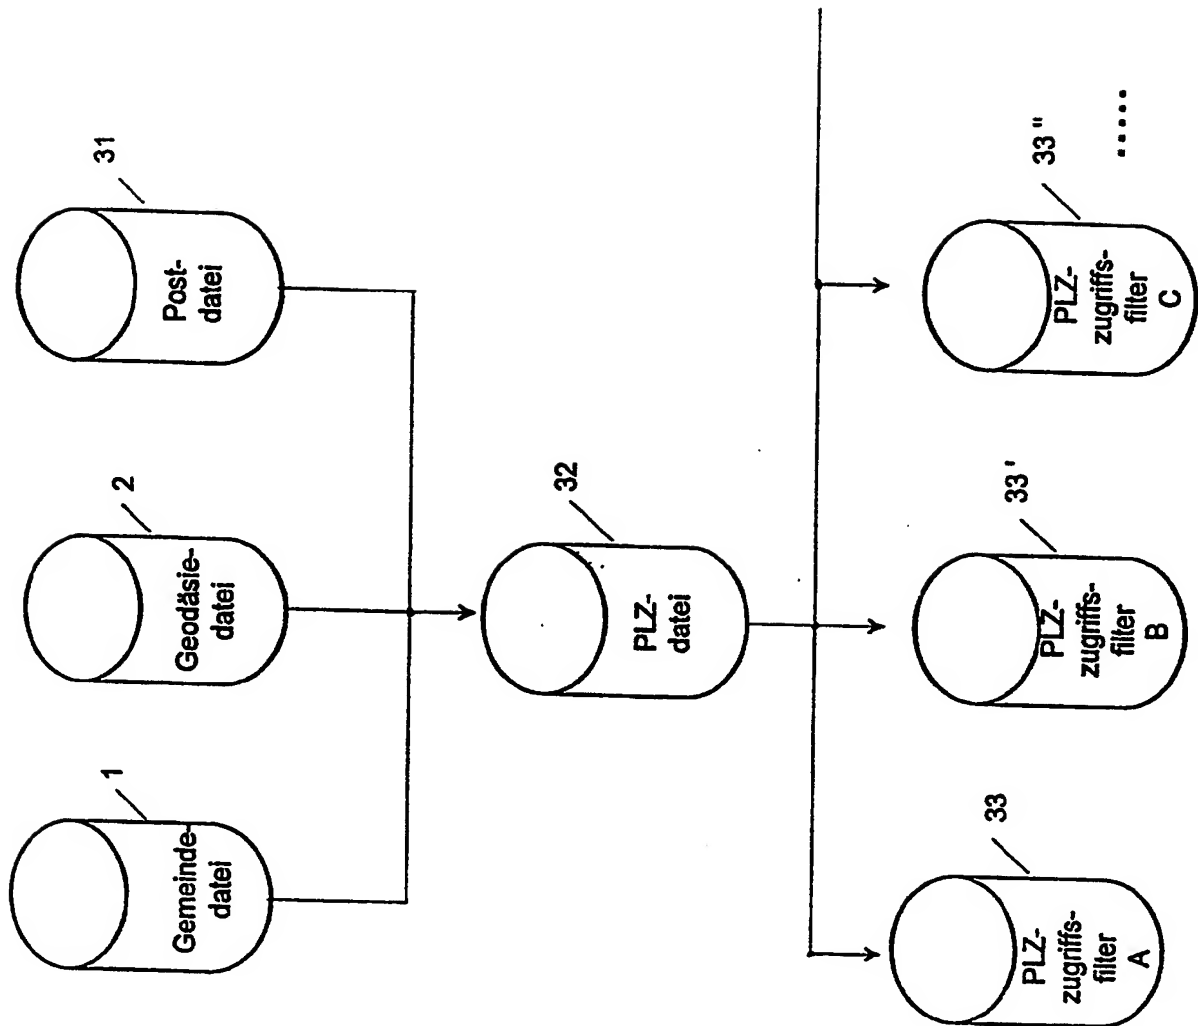 1
Gemeinde-
datei
2
Geodäsie-
datei
31
Post-
datei
32
PLZ-
datei
33
PLZ-
zugriffs-
filter
A
33'
PLZ-
zugriffs-
filter
B
33"
PLZ-
zugriffs-
filter
C
.....